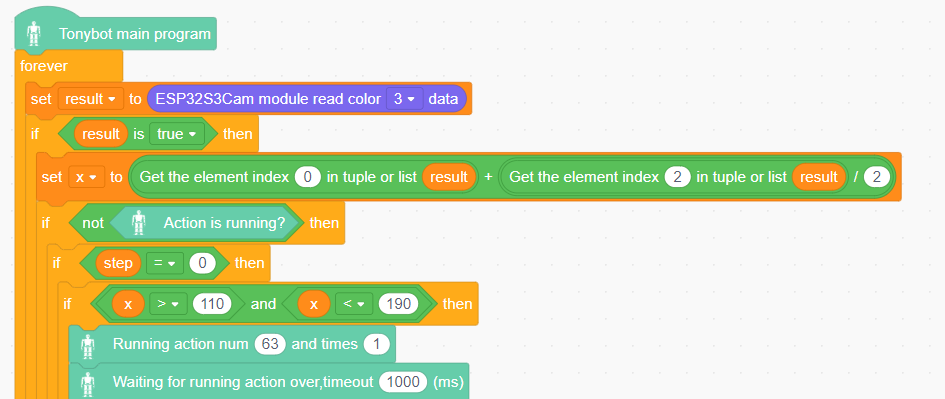 Tonybot main program
forever
set result to ESP32S3Cam module read color 3 data
if result is true then
set x to Get the element index 0 in tuple or list result + Get the element index 2 in tuple or list result / 2
if not Action is running? then
if step = 0 then
if x > 110 and x < 190 then
Running action num 63 and times 1
Waiting for running action over,timeout 1000 (ms)